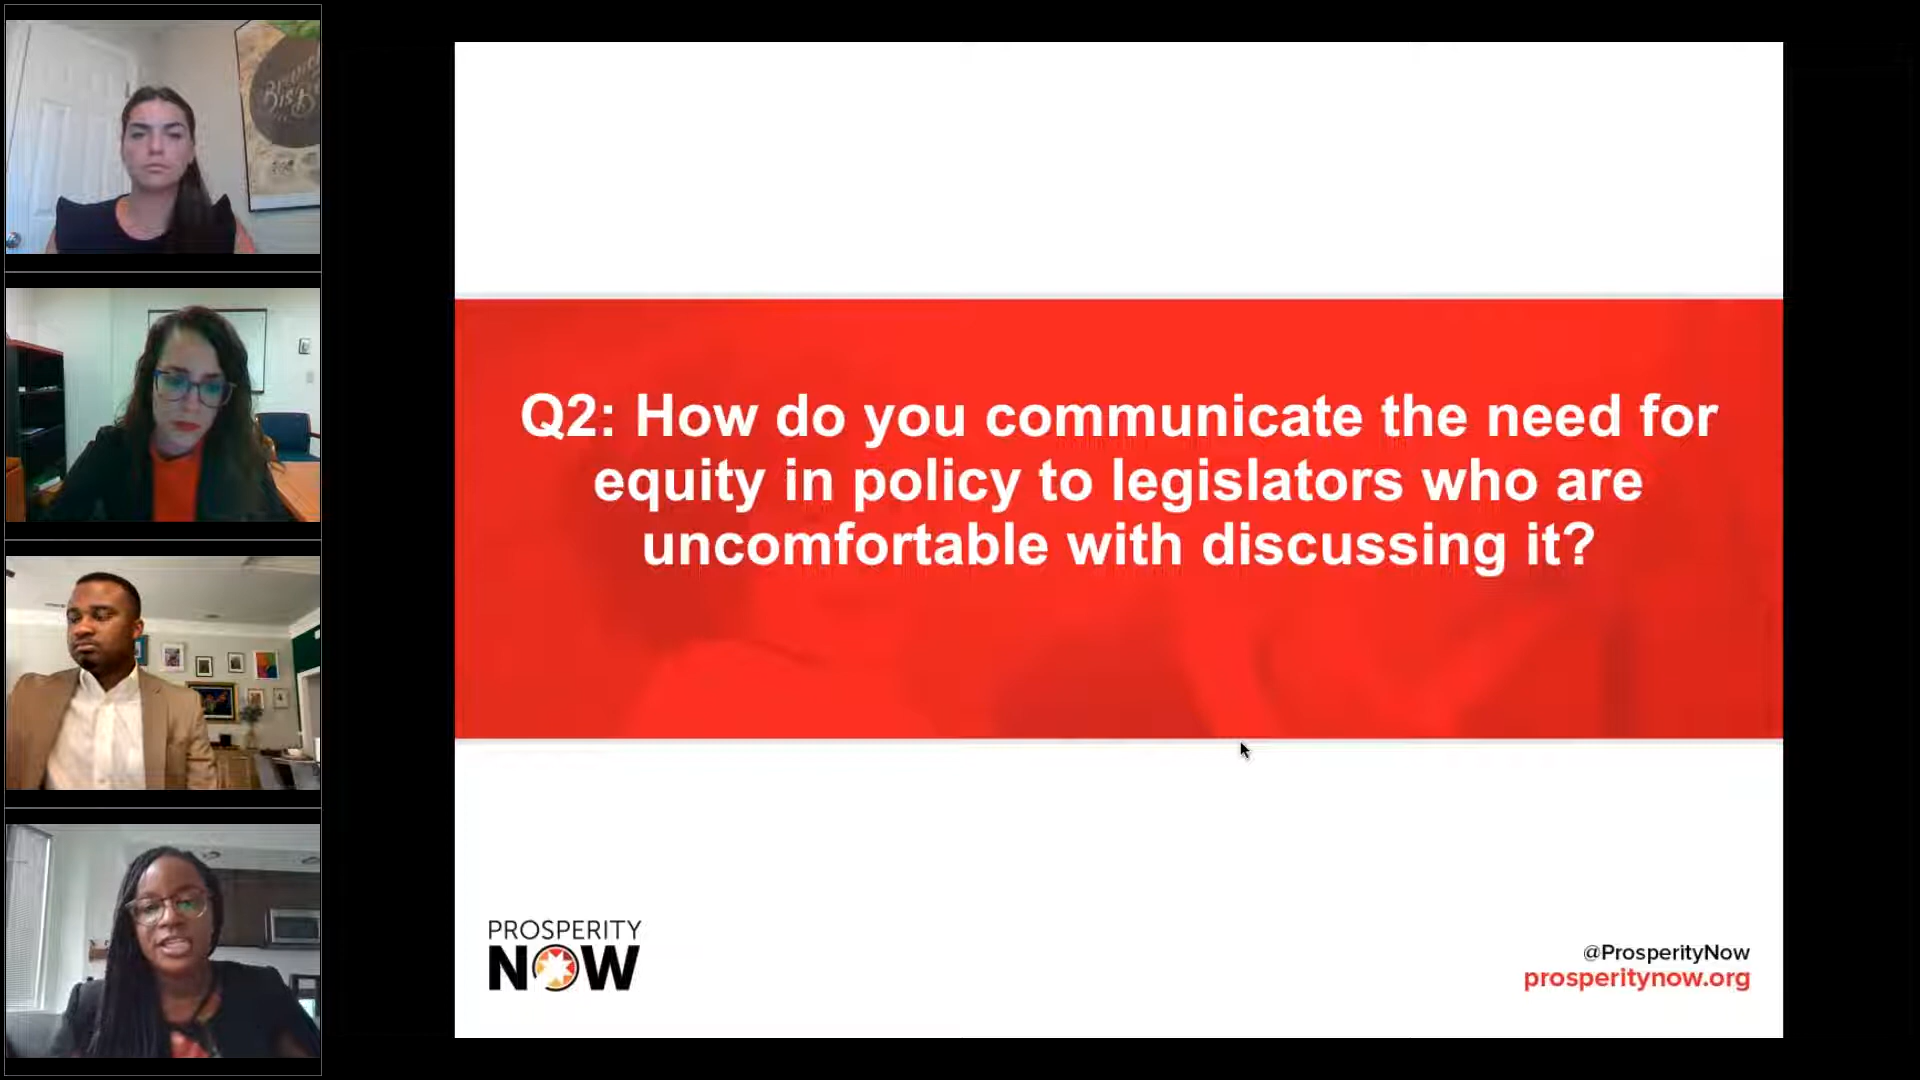 Q2: How do you communicate the need for
equity in policy to legislators who are
uncomfortable with discussing it?
PROSPERITY
NOW
@ProsperityNow
prosperitynow.org